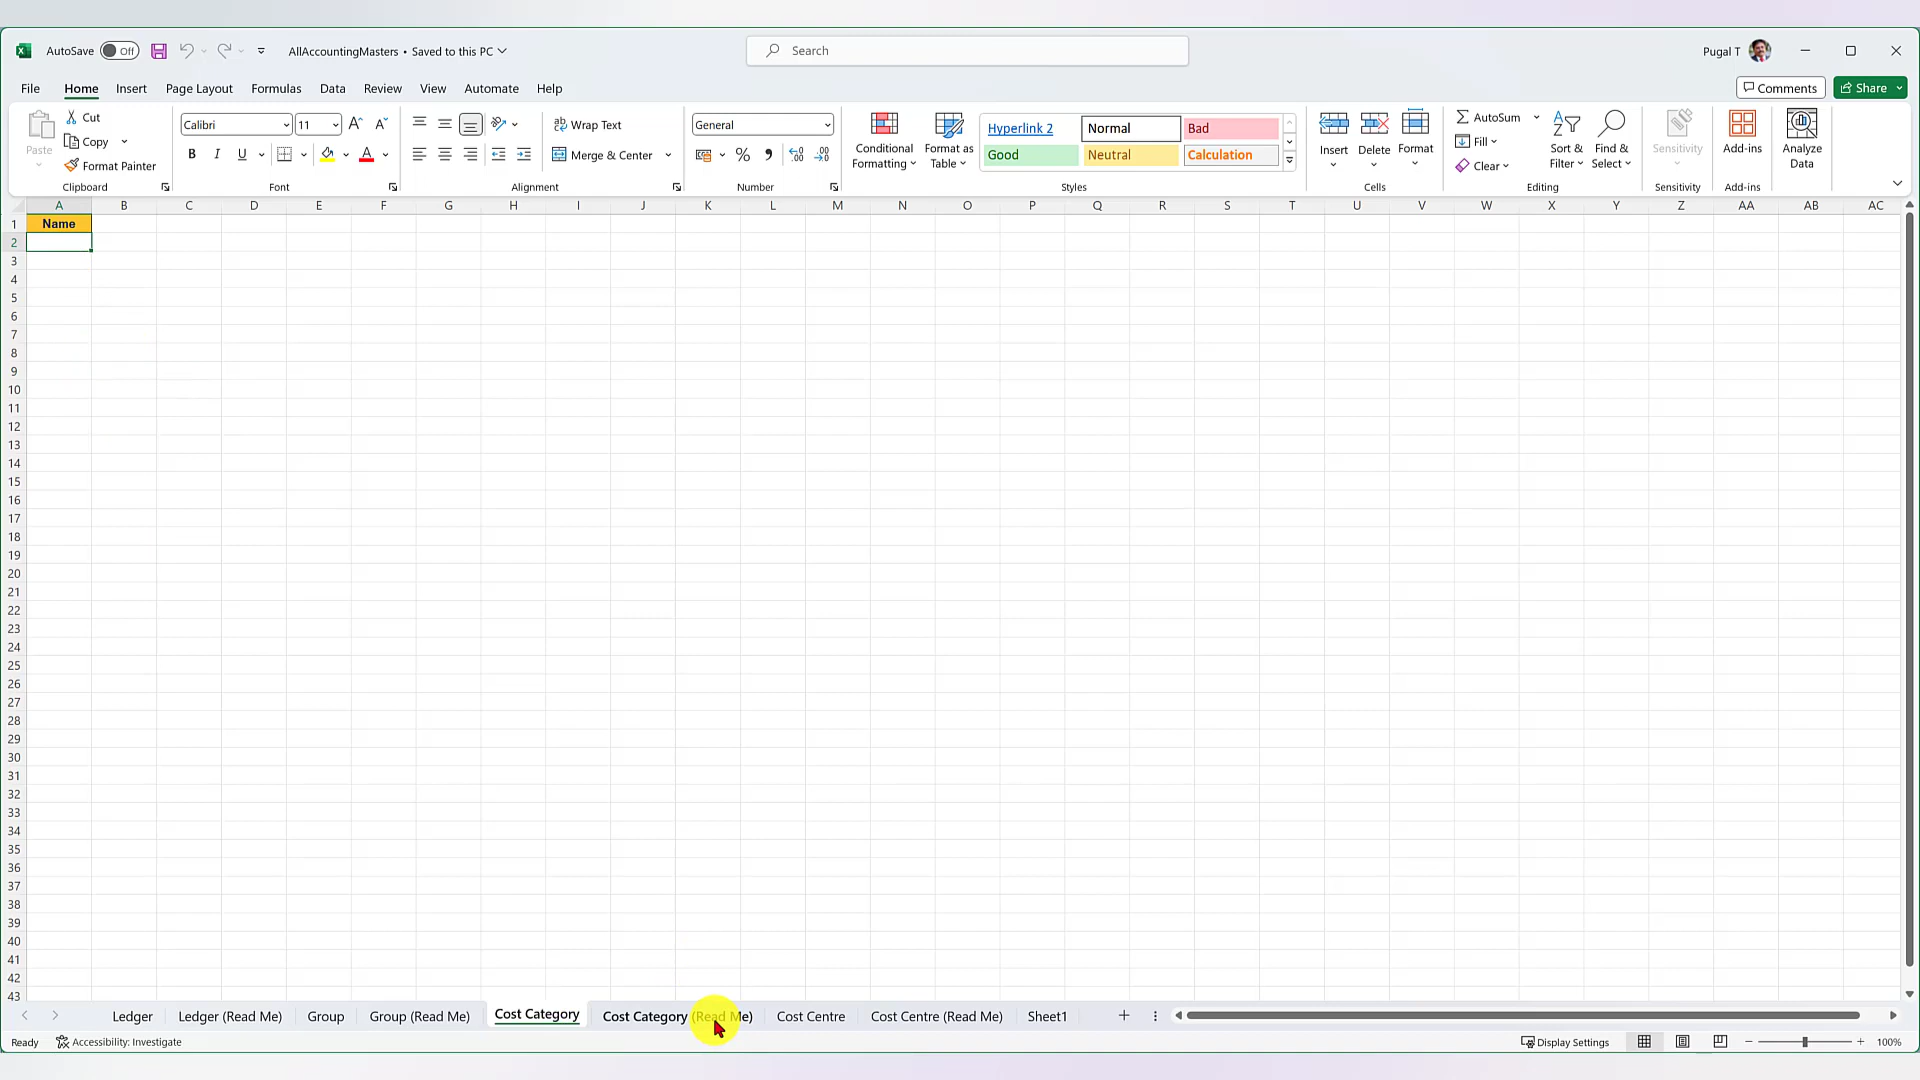 AutoSave Off AllAccountingMasters • Saved to this PC Search Pugal T
File Home Insert Page Layout Formulas Data Review View Automate Help Comments Share
Paste Cut Copy Format Painter Clipboard
Calibri 11 B I U A Font
Wrap Text Merge & Center Alignment
General % Number
Conditional Formatting Format as Table
Hyperlink 2 Normal Bad
Good Neutral Calculation
Styles
Insert Delete Format Cells
AutoSum Fill Clear Sort & Filter Find & Select Editing
Sensitivity Sensitivity
Add-ins Add-ins
Analyze Data
A B C D E F G H I J K L M N O P Q R S T U V W X Y Z AA AB AC
1 Name
2
3
4
5
6
7
8
9
10
11
12
13
14
15
16
17
18
19
20
21
22
23
24
25
26
27
28
29
30
31
32
33
34
35
36
37
38
39
40
41
42
43
Ledger Ledger (Read Me) Group Group (Read Me) Cost Category Cost Category (Read Me) Cost Centre Cost Centre (Read Me) Sheet1
Ready Accessibility: Investigate Display Settings 100%